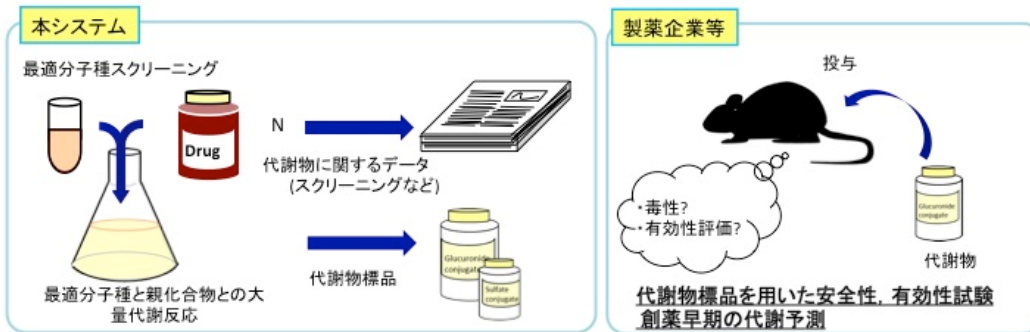 本システム
最適分子種スクリーニング
Drug
N
代謝物に関するデータ
(スクリーニングなど)
Glucuronide
conjugate
Sulfate
conjugate
代謝物標品
最適分子種と親化合物との大
量代謝反応
製薬企業等
投与
・毒性?
・有効性評価?
Glucuronide
conjugate
代謝物
代謝物標品を用いた安全性，有効性試験
創薬早期の代謝予測